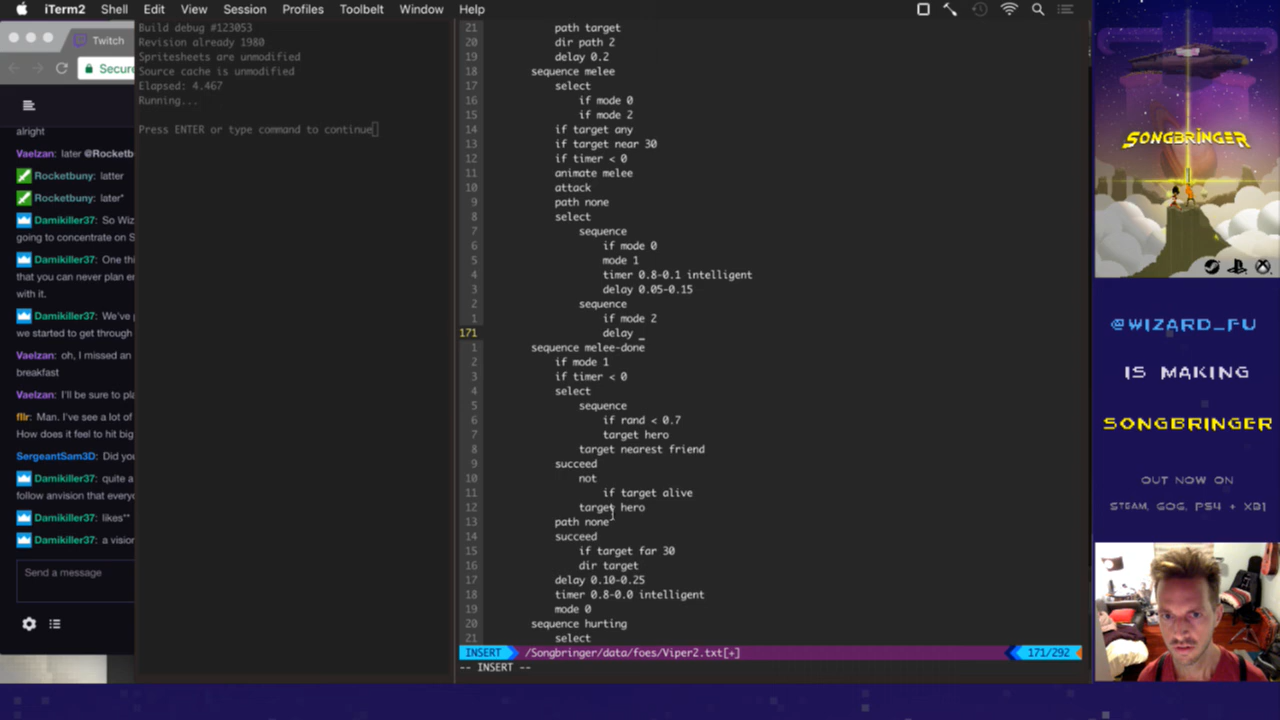 iTerm2 Shell Edit View Session Profiles Toolbelt Window Help
Twitch
Secure
alright
Vaelzan: later @Rocketb
Rocketbuny: latter
Rocketbuny: later*
Damikiller37: So Wiz
going to concentrate on S
Damikiller37: One thi
that you can never plan en
with it.
Damikiller37: We've
we started to get through
Vaelzan: oh, I missed an
breakfast
Vaelzan: I'll be sure to pla
fllr: Man. I've see a lot of
How does it feel to hit big
SergeantSam3D: Did you
Damikiller37: quite a
follow anvision that every
Damikiller37: likes**
Damikiller37: a vision
Send a message
Build debug #123053
Revision already 1980
Spritesheets are unmodified
Source cache is unmodified
Elapsed: 4.467
Running...
Press ENTER or type command to continue
21 path target
20 dir path 2
19 delay 0.2
18 sequence melee
17 select
16 if mode 0
15 if mode 2
14 if target any
13 if target near 30
12 if timer < 0
11 animate melee
10 attack
9 path none
8 select
7 sequence
6 if mode 0
5 mode 1
4 timer 0.8-0.1 intelligent
3 delay 0.05-0.15
2 sequence
1 if mode 2
171 delay _
1 sequence melee-done
2 if mode 1
3 if timer < 0
4 select
5 sequence
6 if rand < 0.7
7 target hero
8 target nearest friend
9 succeed
10 not
11 if target alive
12 target hero
13 path none
14 succeed
15 if target far 30
16 dir target
17 delay 0.10-0.25
18 timer 0.8-0.0 intelligent
19 mode 0
20 sequence hurting
21 select
INSERT /Songbringer/data/foes/Viper2.txt[+] 171/292
-- INSERT --
SONGBRINGER
@WIZARD_FU
IS MAKING
SONGBRINGER
OUT NOW ON
STEAM, GOG, PS4 + XB1